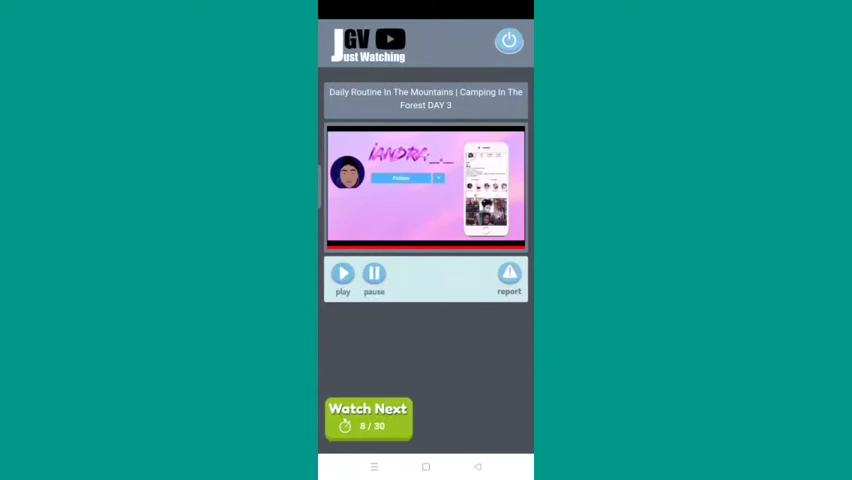 JGV
Just Watching
Daily Routine In The Mountains | Camping In The
Forest DAY 3
iANDRA._._
Follow
play
pause
report
Watch Next
8 / 30